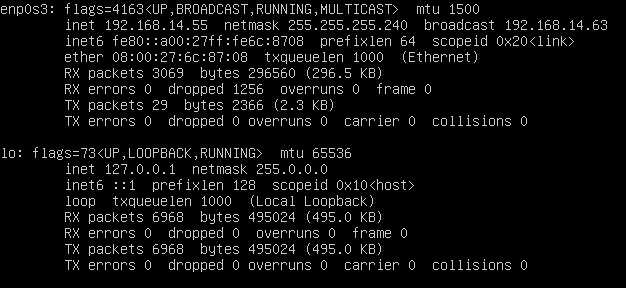 enp0s3: flags=4163<UP,BROADCAST,RUNNING,MULTICAST>  mtu 1500
        inet 192.168.14.55  netmask 255.255.255.240  broadcast 192.168.14.63
        inet6 fe80::a00:27ff:fe6c:8708  prefixlen 64  scopeid 0x20<link>
        ether 08:00:27:6c:87:08  txqueuelen 1000  (Ethernet)
        RX packets 3069  bytes 296560 (296.5 KB)
        RX errors 0  dropped 1256  overruns 0  frame 0
        TX packets 29  bytes 2366 (2.3 KB)
        TX errors 0  dropped 0 overruns 0  carrier 0  collisions 0

lo: flags=73<UP,LOOPBACK,RUNNING>  mtu 65536
        inet 127.0.0.1  netmask 255.0.0.0
        inet6 ::1  prefixlen 128  scopeid 0x10<host>
        loop  txqueuelen 1000  (Local Loopback)
        RX packets 6968  bytes 495024 (495.0 KB)
        RX errors 0  dropped 0  overruns 0  frame 0
        TX packets 6968  bytes 495024 (495.0 KB)
        TX errors 0  dropped 0 overruns 0  carrier 0  collisions 0